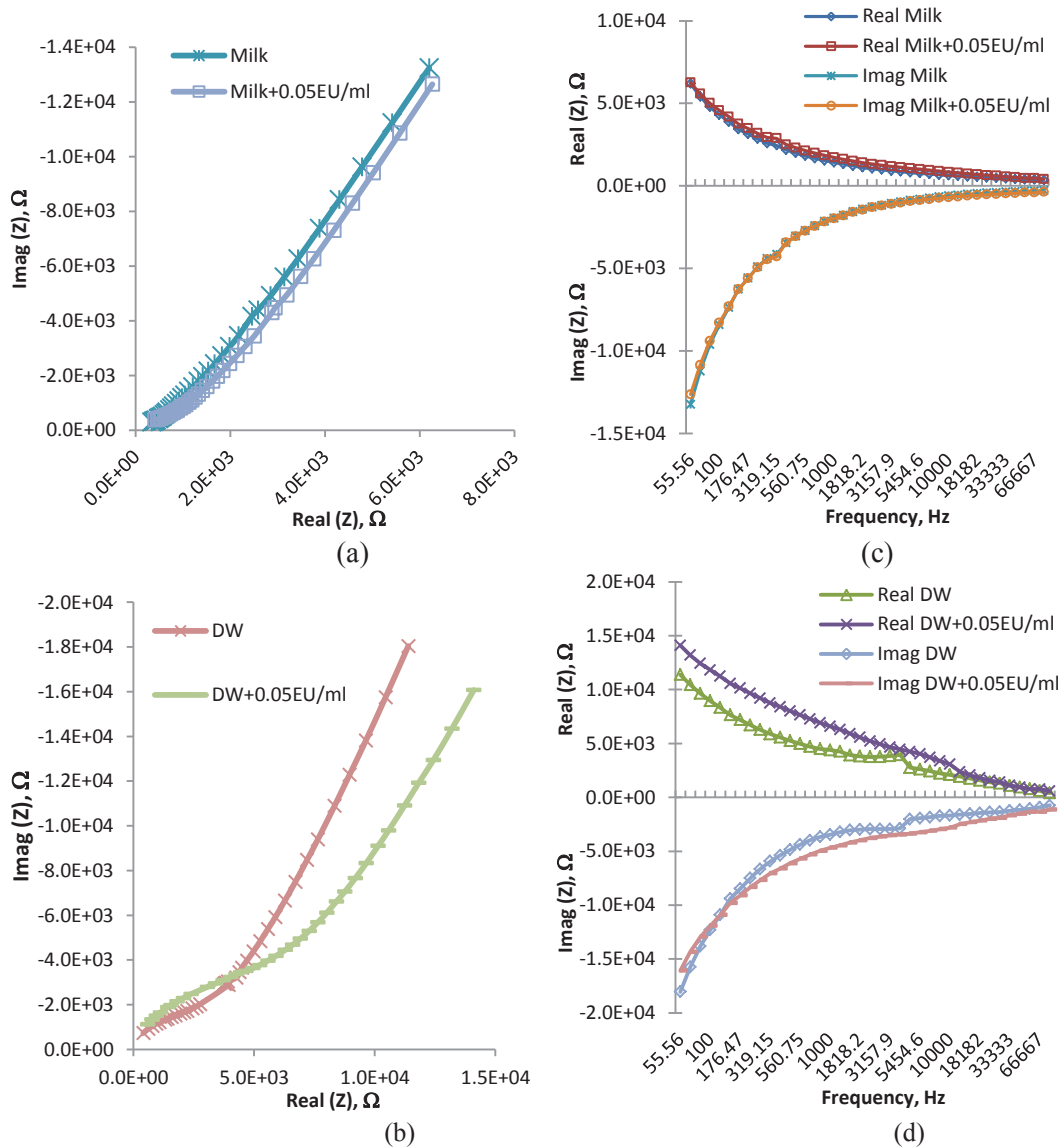 -1.4E+04
-1.2E+04
-1.0E+04
-8.0E+03
-6.0E+03
-4.0E+03
-2.0E+03
0.0E+00
Imag (Z), Ω
Milk
Milk+0.05EU/ml
0.0E+00
2.0E+03
4.0E+03
6.0E+03
8.0E+03
Real (Z), Ω
(a)
1.0E+04
5.0E+03
0.0E+00
-5.0E+03
-1.0E+04
-1.5E+04
Real (Z), Ω
Imag (Z), Ω
Real Milk
Real Milk+0.05EU/ml
Imag Milk
Imag Milk+0.05EU/ml
55.56
100
176.47
319.15
560.75
1000
1818.2
3157.9
5454.6
10000
18182
33333
66667
Frequency, Hz
(c)
-2.0E+04
-1.8E+04
-1.6E+04
-1.4E+04
-1.2E+04
-1.0E+04
-8.0E+03
-6.0E+03
-4.0E+03
-2.0E+03
0.0E+00
Imag (Z), Ω
DW
DW+0.05EU/ml
0.0E+00
5.0E+03
1.0E+04
1.5E+04
Real (Z), Ω
(b)
2.0E+04
1.5E+04
1.0E+04
5.0E+03
0.0E+00
-5.0E+03
-1.0E+04
-1.5E+04
-2.0E+04
Real (Z), Ω
Imag (Z), Ω
Real DW
Real DW+0.05EU/ml
Imag DW
Imag DW+0.05EU/ml
55.56
100
176.47
319.15
560.75
1000
1818.2
3157.9
5454.6
10000
18182
33333
66667
Frequency, Hz
(d)